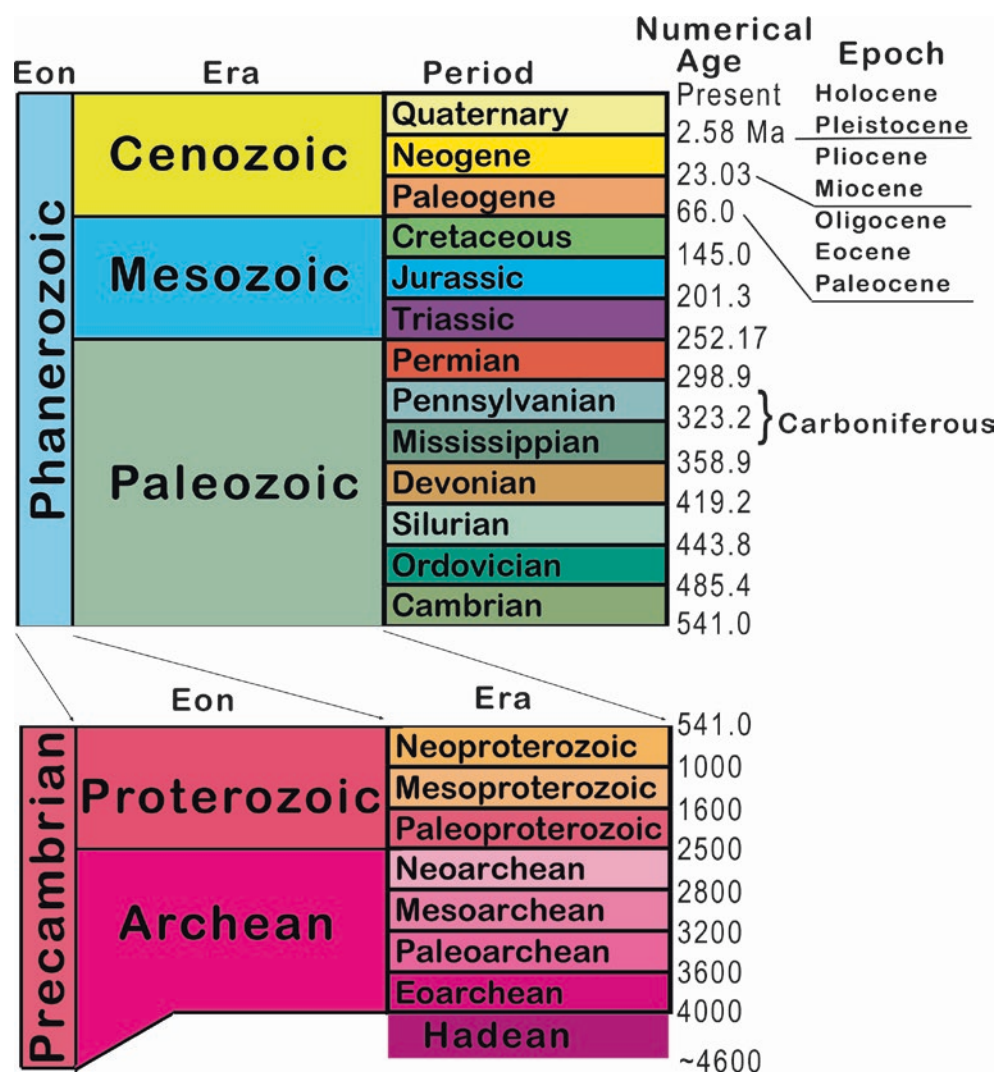 Eon
Era
Period
Numerical
Age
Epoch
Phanerozoic
Cenozoic
Mesozoic
Paleozoic
Quaternary
Neogene
Paleogene
Cretaceous
Jurassic
Triassic
Permian
Pennsylvanian
Mississippian
Devonian
Silurian
Ordovician
Cambrian
Present
2.58 Ma
23.03
66.0
145.0
201.3
252.17
298.9
323.2
358.9
419.2
443.8
485.4
541.0
Holocene
Pleistocene
Pliocene
Miocene
Oligocene
Eocene
Paleocene
} Carboniferous
Eon
Era
Precambrian
Proterozoic
Archean
Neoproterozoic
Mesoproterozoic
Paleoproterozoic
Neoarchean
Mesoarchean
Paleoarchean
Eoarchean
Hadean
541.0
1000
1600
2500
2800
3200
3600
4000
~4600